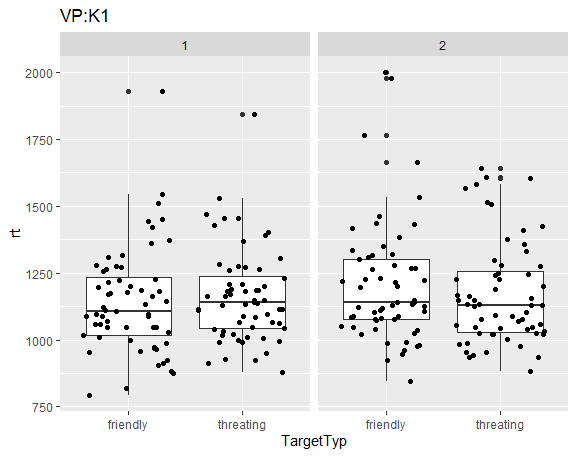 VP:K1
1 2
2000
1750
1500
1250
1000
750
rt
friendly threating friendly threating
TargetTyp